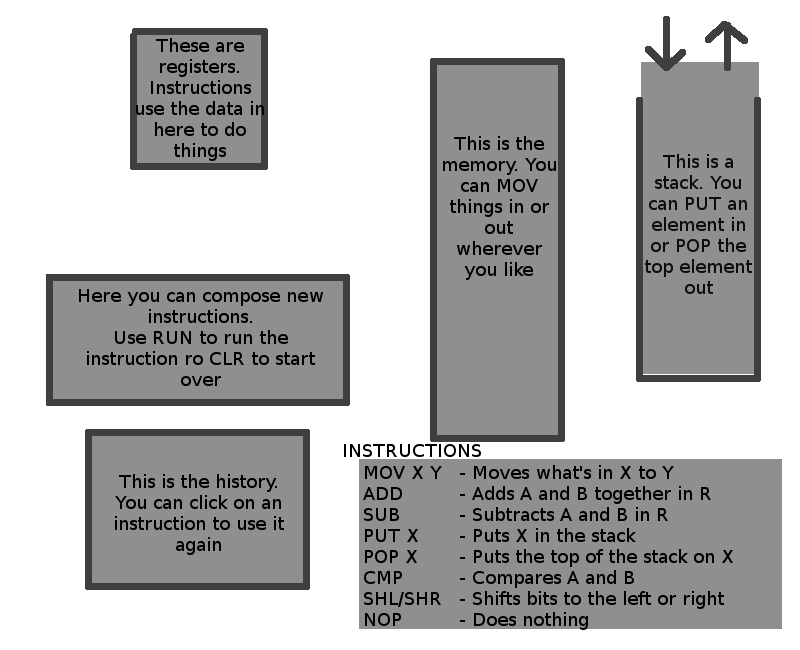 These are
registers.
Instructions
use the data in
here to do
things
This is the
memory. You
can MOV
things in or
out
wherever
you like
This is a
stack. You
can PUT an
element in
or POP the
top element
out
Here you can compose new
instructions.
Use RUN to run the
instruction ro CLR to start
over
This is the history.
You can click on an
instruction to use it
again
INSTRUCTIONS
MOV X Y - Moves what's in X to Y
ADD - Adds A and B together in R
SUB - Subtracts A and B in R
PUT X - Puts X in the stack
POP X - Puts the top of the stack on X
CMP - Compares A and B
SHL/SHR - Shifts bits to the left or right
NOP - Does nothing